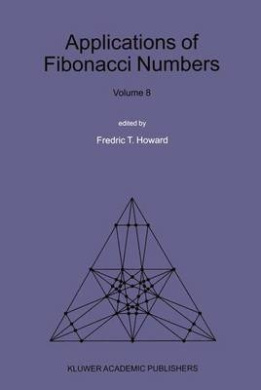 Applications of
Fibonacci Numbers
Volume 8
edited by
Fredric T. Howard
KLUWER ACADEMIC PUBLISHERS